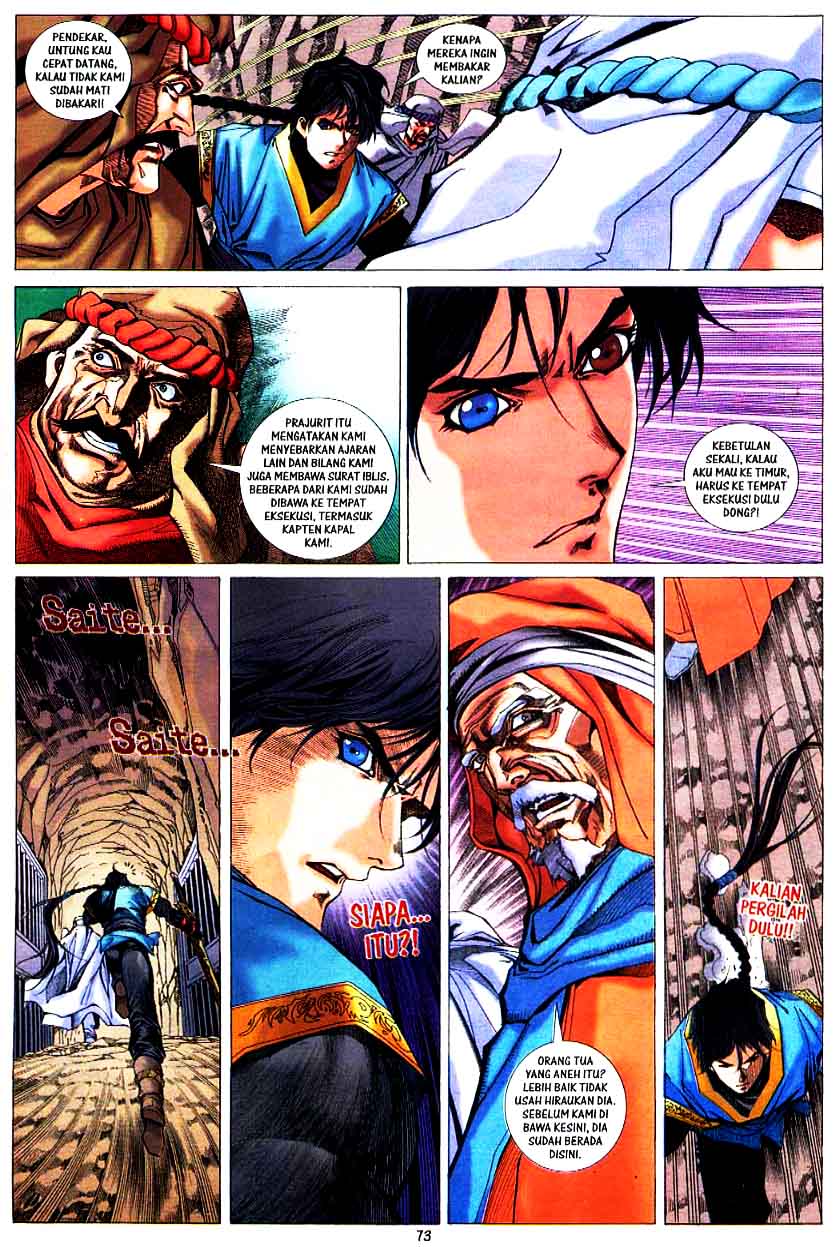 PENDEKAR,
UNTUNG KAU
CEPAT DATANG,
KALAU TIDAK KAMI
SUDAH MATI
DIBAKAR!!
KENAPA
MEREKA INGIN
MEMBAKAR
KALIAN?
PRAJURIT ITU
MENGATAKAN KAMI
MENYEBARKAN AJARAN
LAIN DAN BILANG KAMI
JUGA MEMBAWA SURAT IBLIS.
BEBERAPA DARI KAMI SUDAH
DIBAWA KE TEMPAT
EKSEKUSI, TERMASUK
KAPTEN KAPAL
KAMI.
KEBETULAN
SEKALI, KALAU
AKU MAU KE TIMUR,
HARUS KE TEMPAT
EKSEKUSI DULU
DONG?!
Saite...
Saite...
SIAPA...
ITU?!
ORANG TUA
YANG ANEH ITU?
LEBIH BAIK TIDAK
USAH HIRAUKAN DIA.
SEBELUM KAMI DI
BAWA KESINI, DIA
SUDAH BERADA
DISINI.
KALIAN
PERGILAH
DULU!!
73